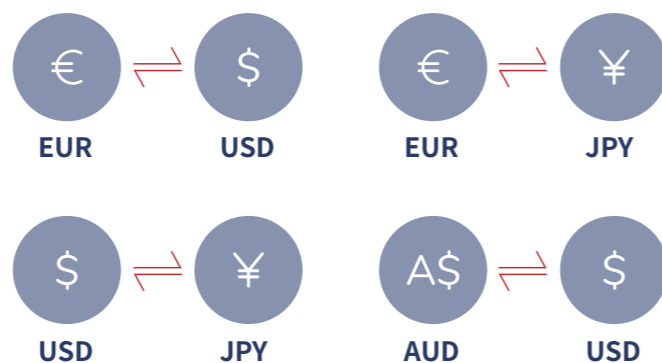 € $ € ¥
EUR USD EUR JPY
$ ¥ A$ $
USD JPY AUD USD